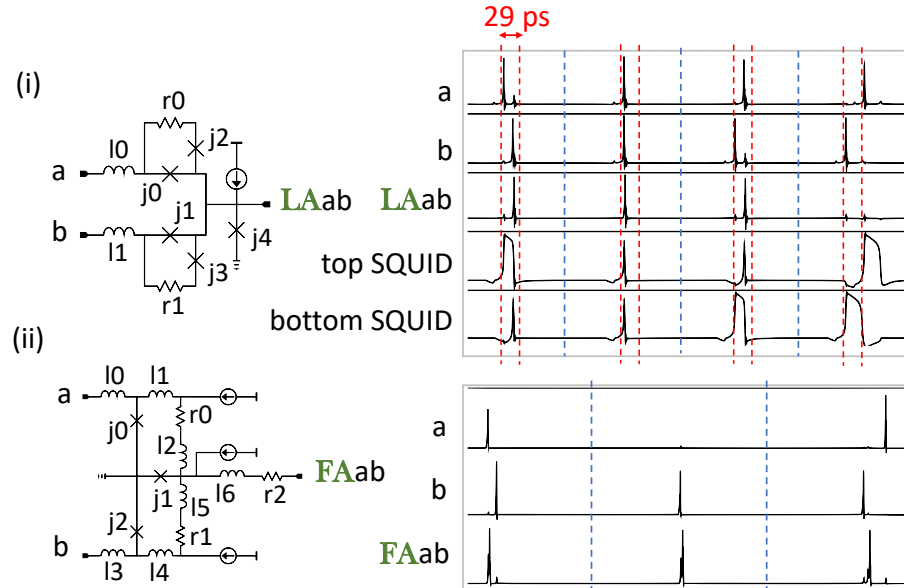 29 ps
(i)
r0
j2
l0
a
j0
LAab
j1
b
j4
l1
j3
r1
a
b
LAab
top SQUID
bottom SQUID
(ii)
l0
l1
a
r0
j0
l2
FAab
j1
l6
r2
l5
j2
r1
b
l3
l4
a
b
FAab